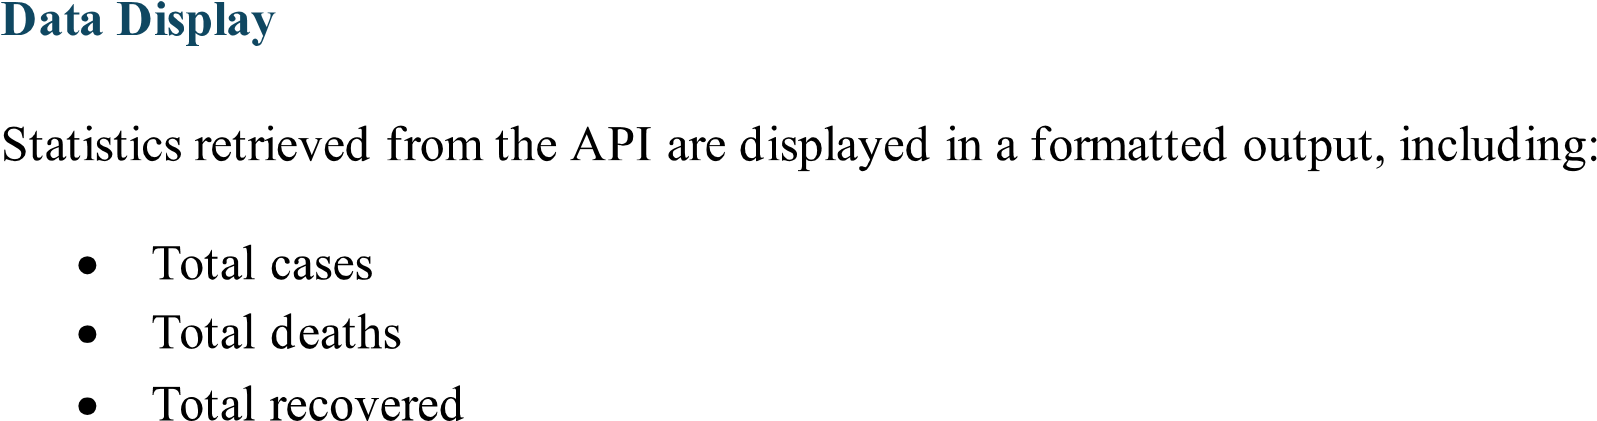 Data Display
Statistics retrieved from the API are displayed in a formatted output, including:
• Total cases
• Total deaths
• Total recovered